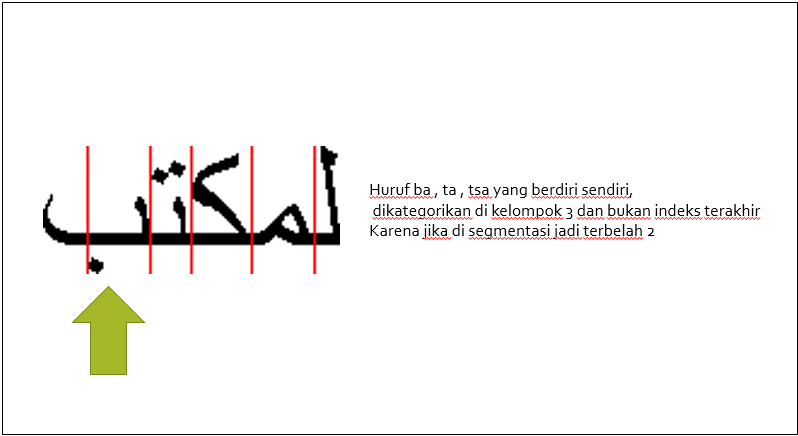 لمكتب
Huruf ba , ta , tsa yang berdiri sendiri,
dikategorikan di kelompok 3 dan bukan indeks terakhir
Karena jika di segmentasi jadi terbelah 2